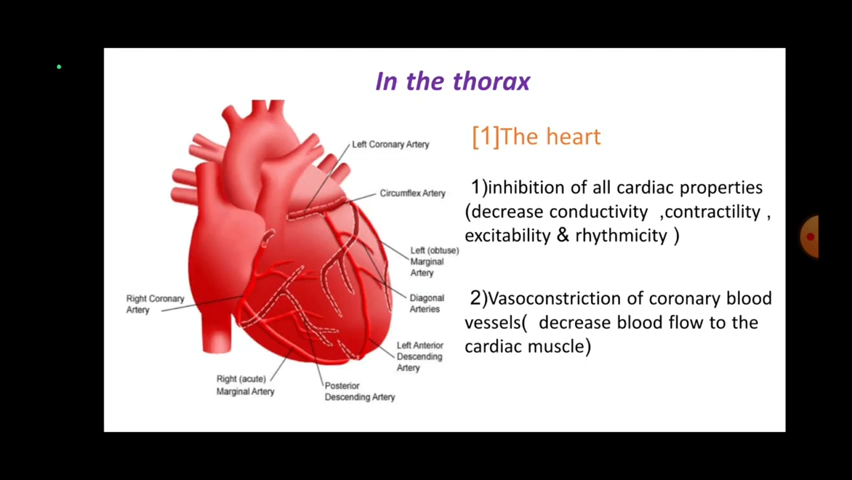 In the thorax
[1]The heart
1)inhibition of all cardiac properties
(decrease conductivity ,contractility ,
excitability & rhythmicity )
2)Vasoconstriction of coronary blood
vessels( decrease blood flow to the
cardiac muscle)
Left Coronary Artery
Circumflex Artery
Left (obtuse)
Marginal
Artery
Diagonal
Arteries
Left Anterior
Descending
Artery
Posterior
Descending Artery
Right (acute)
Marginal Artery
Right Coronary
Artery